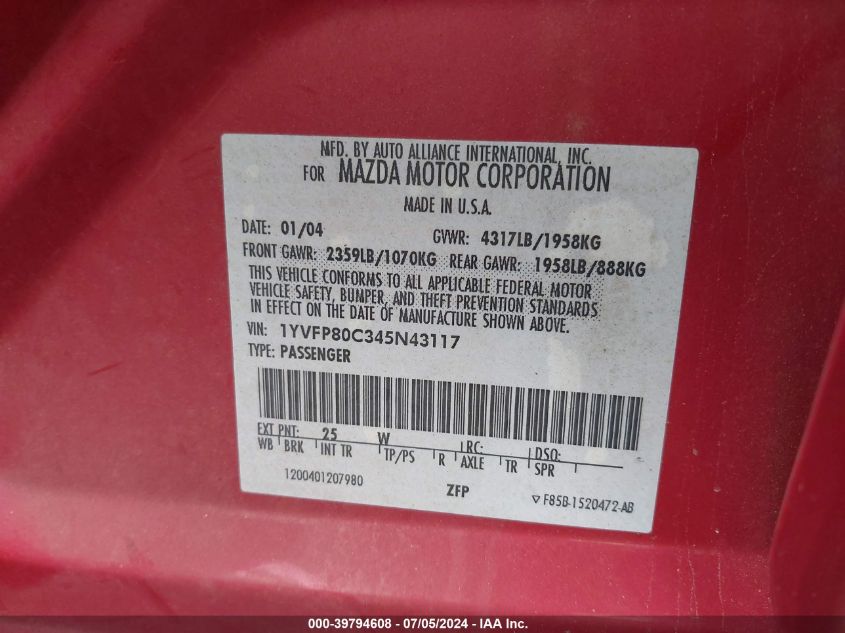 MFD. BY AUTO ALLIANCE INTERNATIONAL, INC.
FOR MAZDA MOTOR CORPORATION
MADE IN U.S.A.
DATE: 01/04 GVWR: 4317LB/1958KG
FRONT GAWR: 2359LB/1070KG REAR GAWR: 1958LB/888KG
THIS VEHICLE CONFORMS TO ALL APPLICABLE FEDERAL MOTOR
VEHICLE SAFETY, BUMPER, AND THEFT PREVENTION STANDARDS
IN EFFECT ON THE DATE OF MANUFACTURE SHOWN ABOVE.
VIN: 1YVFP80C345N43117
TYPE: PASSENGER
EXT PNT: 25 W RC: DSO:
WB BRK INT TR TP/PS R AXLE TR SPR
1200401207980 ZFP F85B-1520472-AB
000-39794608 - 07/05/2024 - IAA Inc.